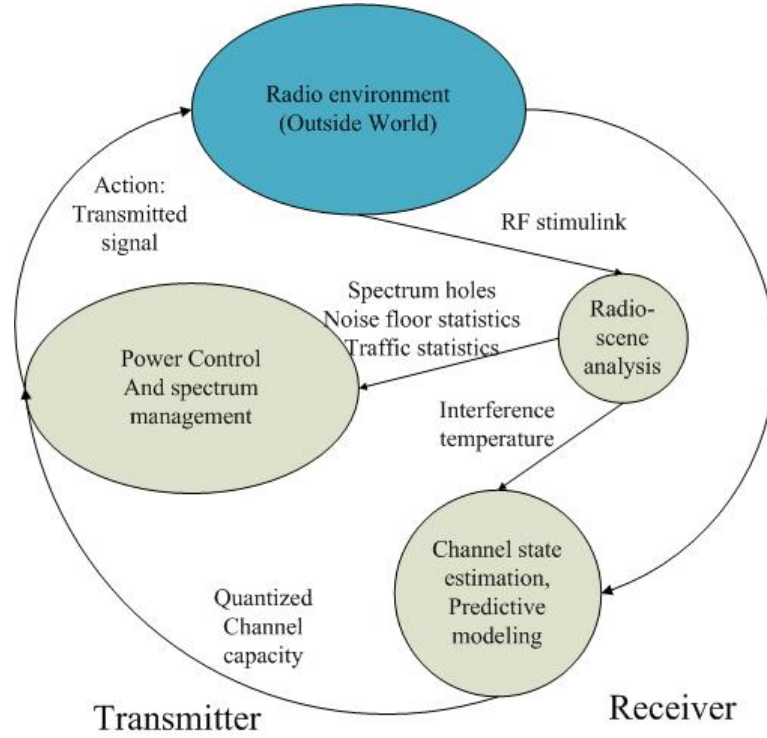 Radio environment
(Outside World)
Action:
Transmitted
signal
RF stimulink
Spectrum holes
Noise floor statistics
Traffic statistics
Radio-
scene
analysis
Power Control
And spectrum
management
Interference
temperature
Channel state
estimation,
Predictive
modeling
Quantized
Channel
capacity
Transmitter
Receiver